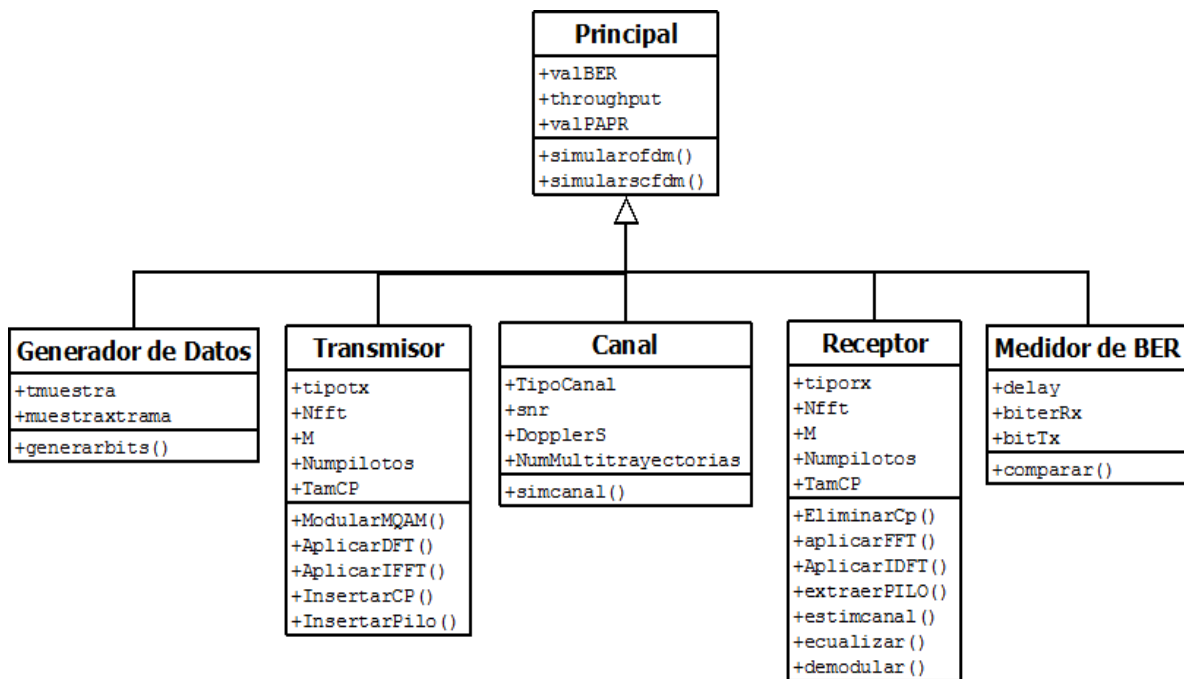 Principal
+valBER
+throughput
+valPAPR
+simularofdm()
+simularscfdm()
Generador de Datos
+tmuestra
+muestraxtrama
+generarbits()
Transmisor
+tipotx
+Nfft
+M
+Numpilotos
+TamCP
+ModularMQAM()
+AplicarDFT()
+AplicarIFFT()
+InsertarCP()
+InsertarPilo()
Canal
+TipoCanal
+snr
+DopplerS
+NumMultitrayectorias
+simcanal()
Receptor
+tiporx
+Nfft
+M
+Numpilotos
+TamCP
+EliminarCp()
+aplicarFFT()
+AplicarIDFT()
+extraerPILO()
+estimcanal()
+ecualizar()
+demodular()
Medidor de BER
+delay
+biterRx
+bitTx
+comparar()